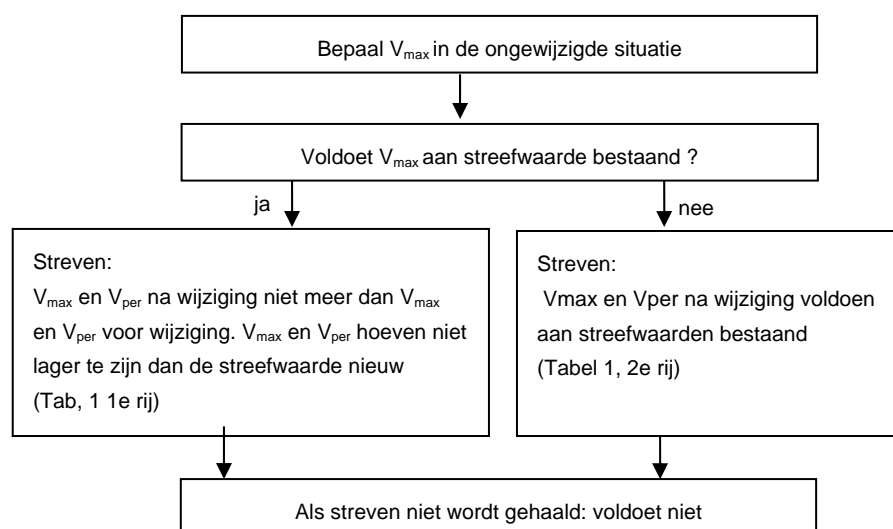 Bepaal Vmax in de ongewijzigde situatie
Voldoet Vmax aan streefwaarde bestaand ?
ja
nee
Streven:
Vmax en Vper na wijziging niet meer dan Vmax
en Vper voor wijziging. Vmax en Vper hoeven niet
lager te zijn dan de streefwaarde nieuw
(Tab, 1 1e rij)
Streven:
Vmax en Vper na wijziging voldoen
aan streefwaarden bestaand
(Tabel 1, 2e rij)
Als streven niet wordt gehaald: voldoet niet